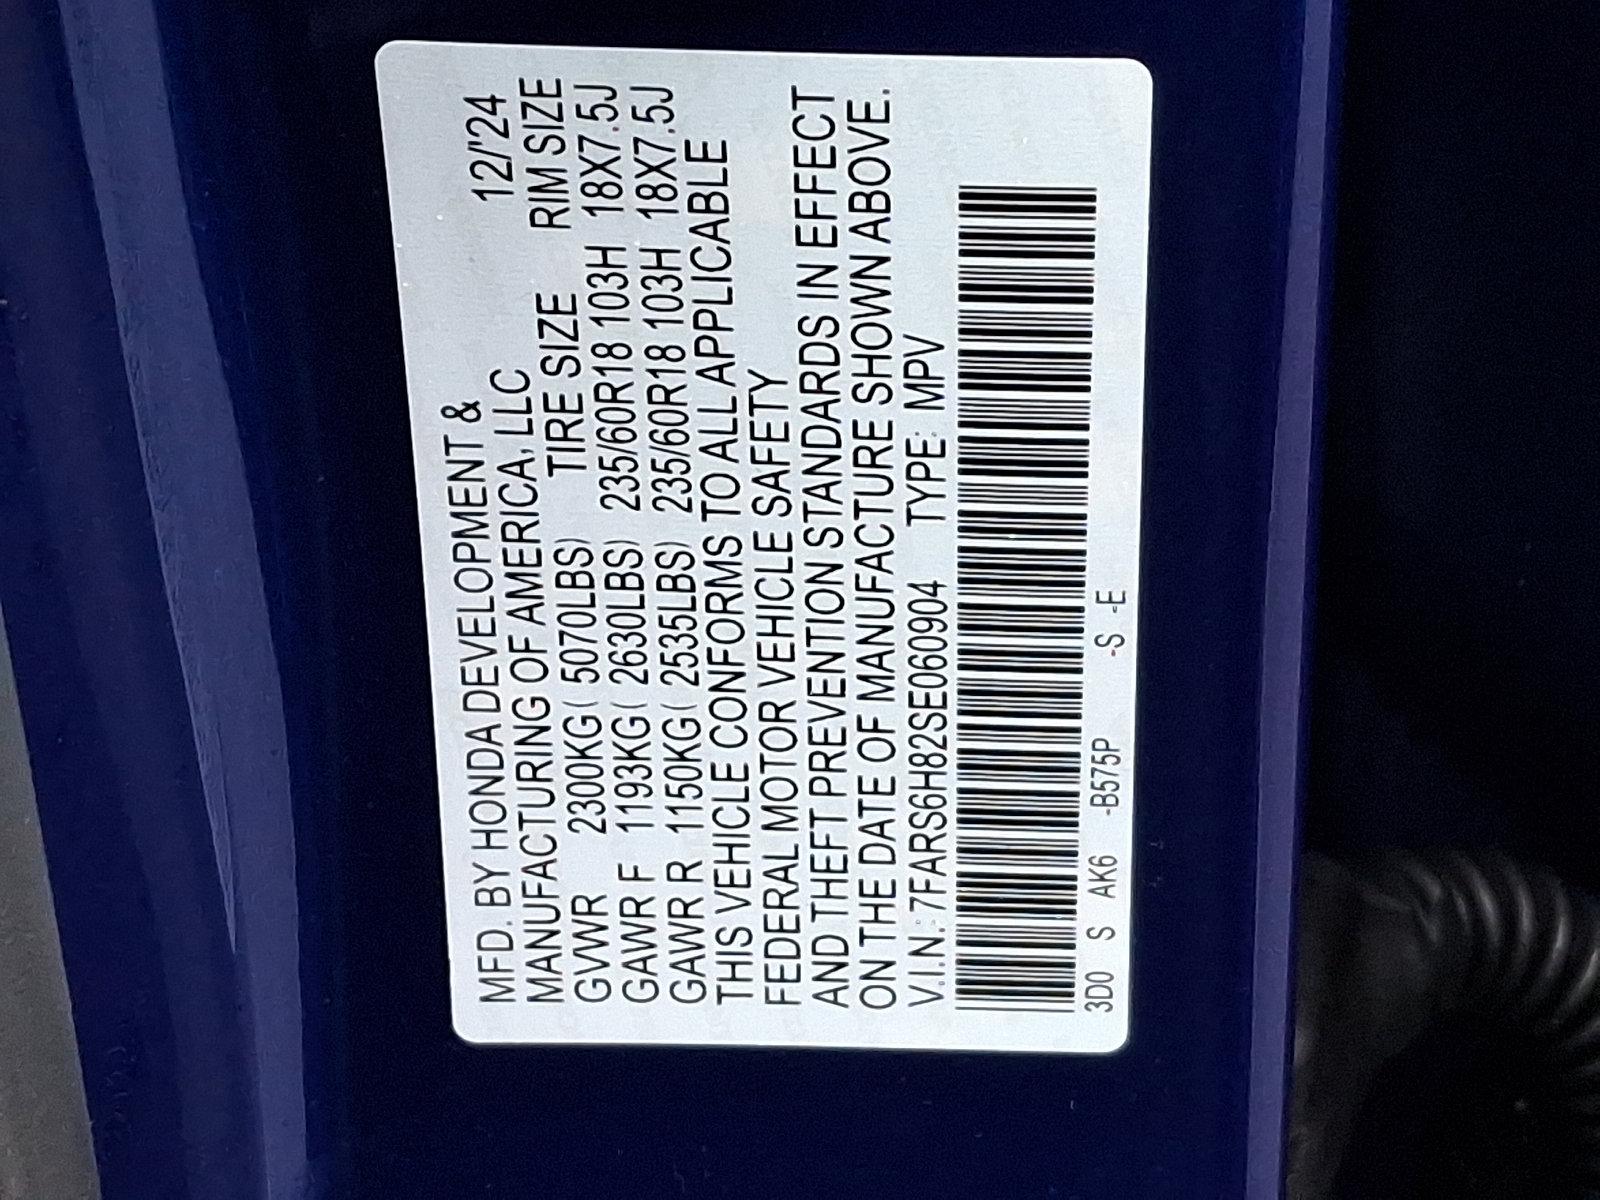 MFD. BY HONDA DEVELOPMENT & 12/'24
MANUFACTURING OF AMERICA, LLC
TIRE SIZE RIM SIZE
GVWR 2300KG( 5070LBS)
GAWR F 1193KG( 2630LBS) 235/60R18 103H 18X7.5J
GAWR R 1150KG( 2535LBS) 235/60R18 103H 18X7.5J
THIS VEHICLE CONFORMS TO ALL APPLICABLE
FEDERAL MOTOR VEHICLE SAFETY
AND THEFT PREVENTION STANDARDS IN EFFECT
ON THE DATE OF MANUFACTURE SHOWN ABOVE.
V.I.N.: 7FARS6H82SE060904 TYPE: MPV
3D0 S AK6 -B575P -S -E